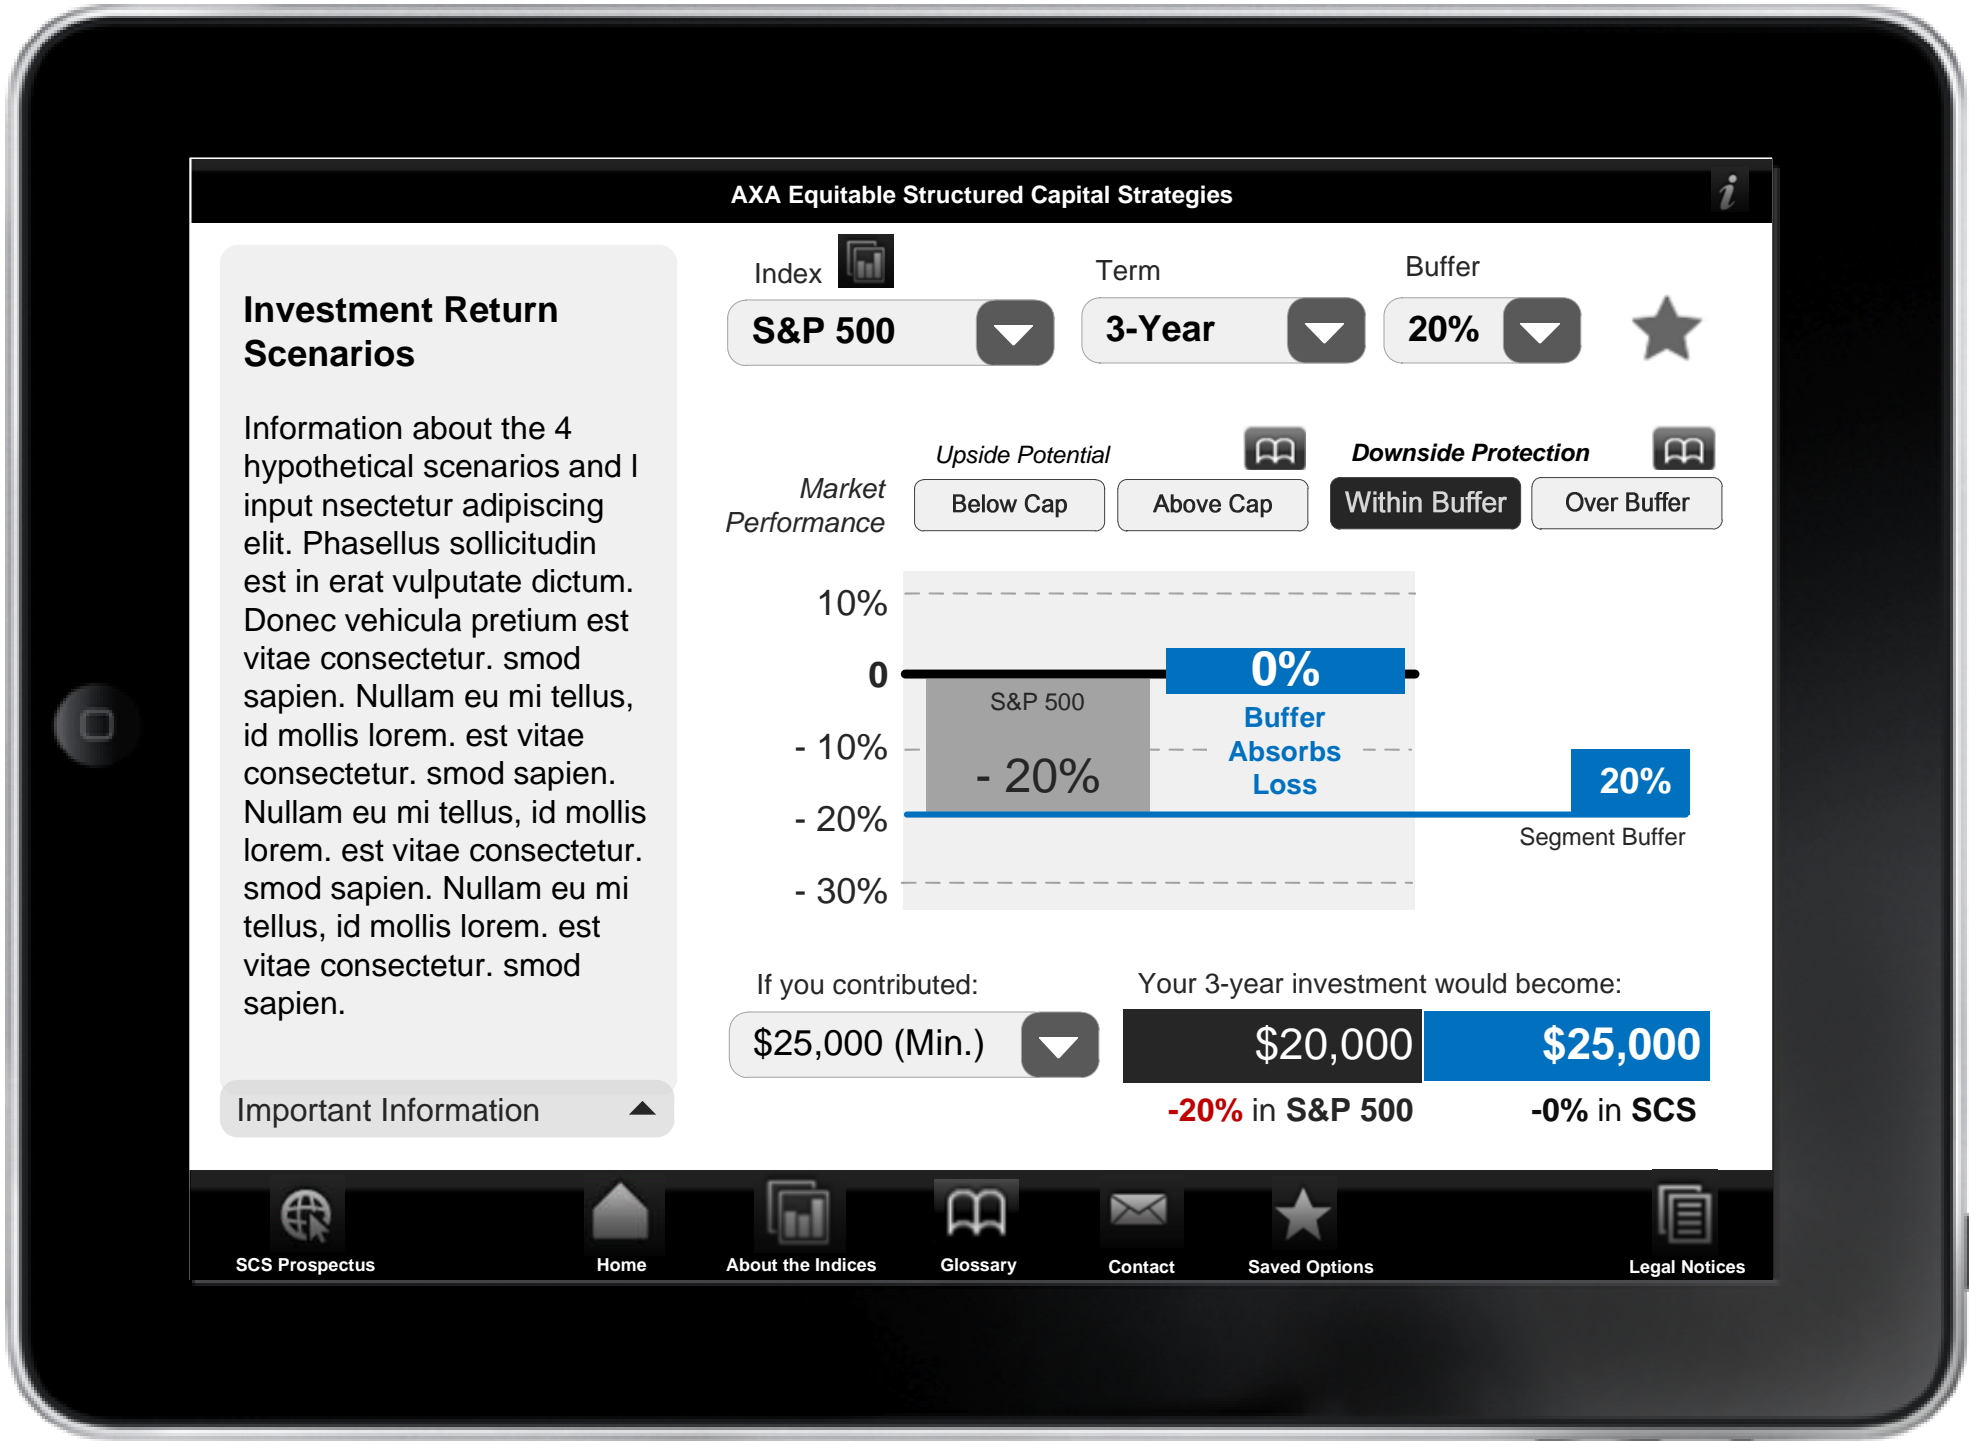 AXA Equitable Structured Capital Strategies
i
Investment Return
Scenarios
Information about the 4
hypothetical scenarios and I
input nsectetur adipiscing
elit. Phasellus sollicitudin
est in erat vulputate dictum.
Donec vehicula pretium est
vitae consectetur. smod
sapien. Nullam eu mi tellus,
id mollis lorem. est vitae
consectetur. smod sapien.
Nullam eu mi tellus, id mollis
lorem. est vitae consectetur.
smod sapien. Nullam eu mi
tellus, id mollis lorem. est
vitae consectetur. smod
sapien.
Important Information
Index
Term
Buffer
S&P 500
3-Year
20%
Upside Potential
Downside Protection
Market
Performance
Below Cap
Above Cap
Within Buffer
Over Buffer
10%
0
- 10%
- 20%
- 30%
S&P 500
- 20%
0%
Buffer
Absorbs
Loss
20%
Segment Buffer
If you contributed:
$25,000 (Min.)
Your 3-year investment would become:
$20,000
$25,000
-20% in S&P 500
-0% in SCS
SCS Prospectus
Home
About the Indices
Glossary
Contact
Saved Options
Legal Notices